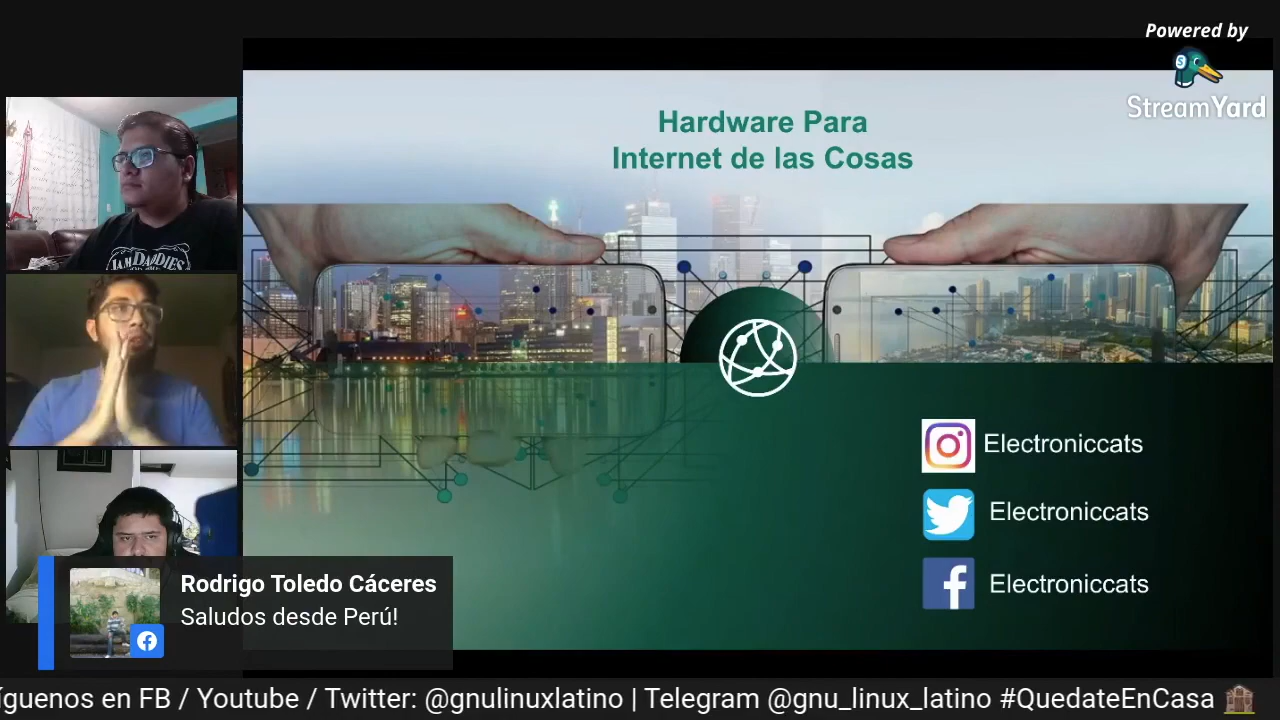 Powered by
StreamYard
Hardware Para
Internet de las Cosas
Electroniccats
Electroniccats
Electroniccats
Rodrigo Toledo Cáceres
Saludos desde Perú!
íguenos en FB / Youtube / Twitter: @gnulinuxlatino | Telegram @gnu_linux_latino #QuedateEnCasa